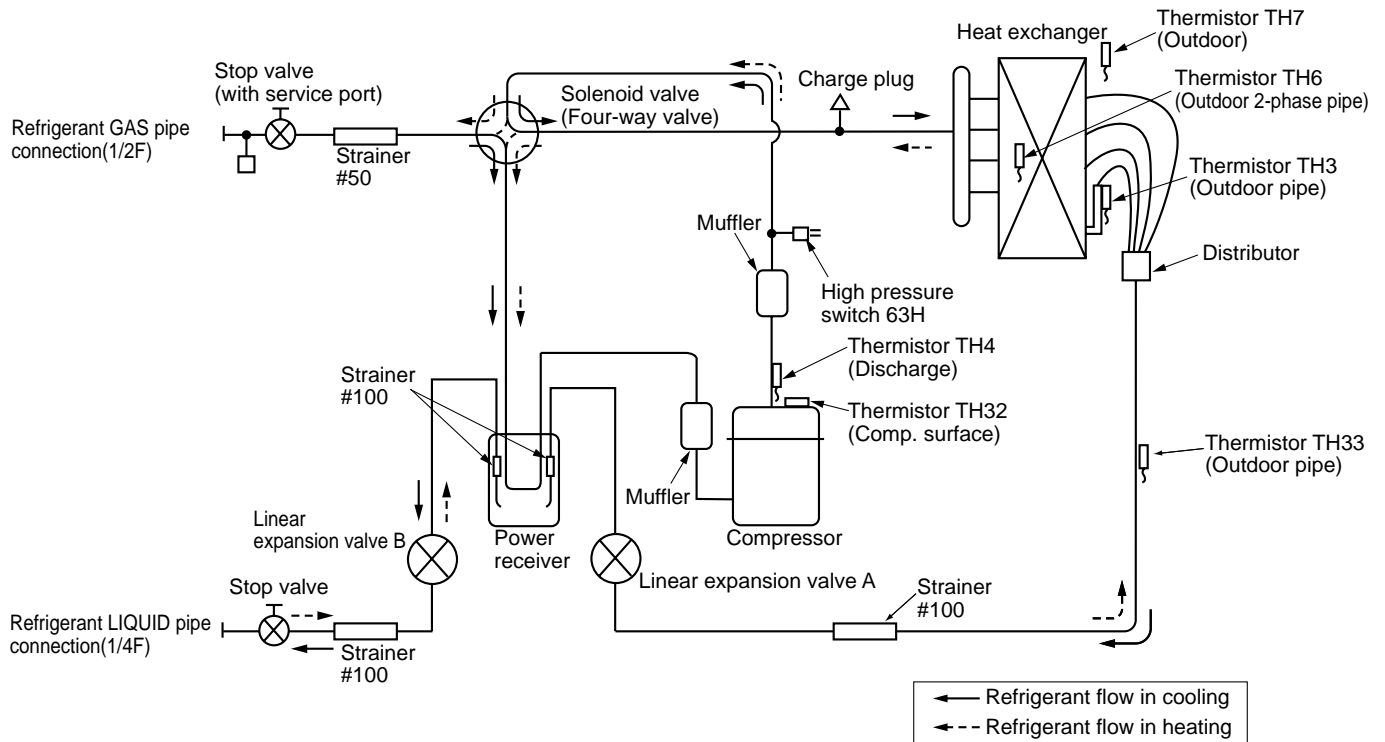 Heat exchanger
Thermistor TH7
(Outdoor)
Stop valve
(with service port)
Charge plug
Thermistor TH6
(Outdoor 2-phase pipe)
Solenoid valve
(Four-way valve)
Refrigerant GAS pipe
connection(1/2F)
Strainer
#50
Thermistor TH3
(Outdoor pipe)
Muffler
Distributor
High pressure
switch 63H
Thermistor TH4
(Discharge)
Strainer
#100
Thermistor TH32
(Comp. surface)
Thermistor TH33
(Outdoor pipe)
Muffler
Linear
expansion valve B
Power
receiver
Compressor
Linear expansion valve A
Stop valve
Strainer
#100
Refrigerant LIQUID pipe
connection(1/4F)
Strainer
#100
Refrigerant flow in cooling
Refrigerant flow in heating